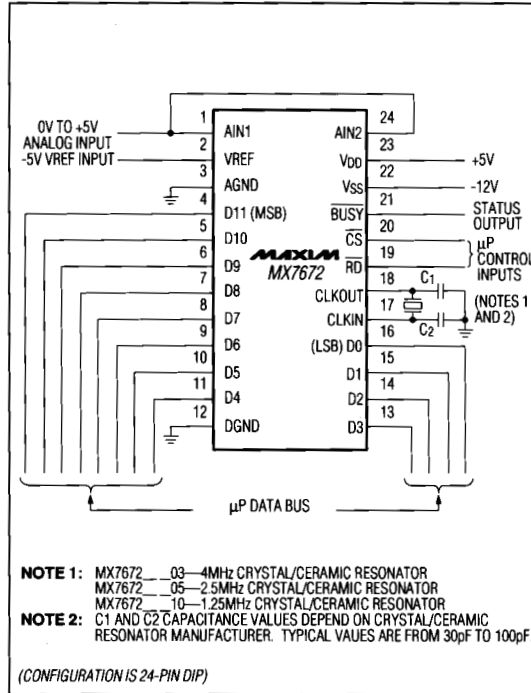 1
24
0V TO +5V
ANALOG INPUT
AIN1
AIN2
2
23
-5V VREF INPUT
VREF
VDD
+5V
3
22
AGND
VSS
-12V
4
21
D11 (MSB)
BUSY
STATUS
OUTPUT
5
20
D10
CS
µP
CONTROL
INPUTS
6
19
D9
MAXIM
MX7672
RD
7
18
D8
CLKOUT
C1
(NOTES 1
AND 2)
8
17
D7
CLKIN
C2
9
16
D6
(LSB) D0
10
15
D5
D1
11
14
D4
D2
12
13
DGND
D3
µP DATA BUS
NOTE 1: MX7672__03—4MHz CRYSTAL/CERAMIC RESONATOR
MX7672__05—2.5MHz CRYSTAL/CERAMIC RESONATOR
MX7672__10—1.25MHz CRYSTAL/CERAMIC RESONATOR
NOTE 2: C1 AND C2 CAPACITANCE VALUES DEPEND ON CRYSTAL/CERAMIC
RESONATOR MANUFACTURER. TYPICAL VAUES ARE FROM 30pF TO 100pF
(CONFIGURATION IS 24-PIN DIP)